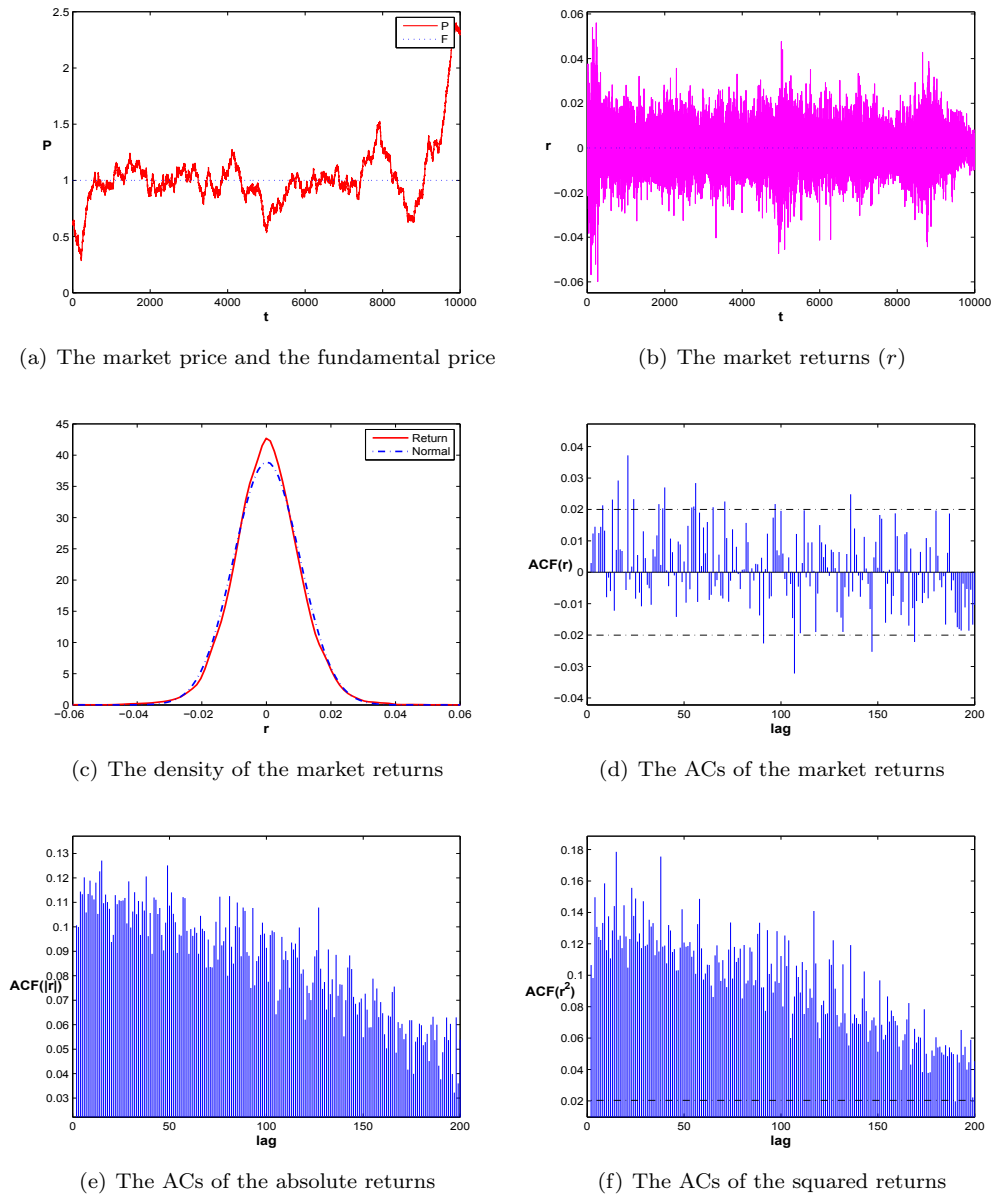 2.5
2
1.5
1
0.5
0
P
P
F
0 2000 4000 6000 8000 10000
t
(a) The market price and the fundamental price
0.06
0.04
0.02
0
−0.02
−0.04
−0.06
r
0 2000 4000 6000 8000 10000
t
(b) The market returns (r)
45
40
35
30
25
20
15
10
5
0
Return
Normal
−0.06 −0.04 −0.02 0 0.02 0.04 0.06
r
(c) The density of the market returns
0.04
0.03
0.02
0.01
0
−0.01
−0.02
−0.03
−0.04
ACF(r)
0 50 100 150 200
lag
(d) The ACs of the market returns
0.13
0.12
0.11
0.1
0.09
0.08
0.07
0.06
0.05
0.04
0.03
ACF(|r|)
0 50 100 150 200
lag
(e) The ACs of the absolute returns
0.18
0.16
0.14
0.12
0.1
0.08
0.06
0.04
0.02
ACF(r²)
0 50 100 150 200
lag
(f) The ACs of the squared returns